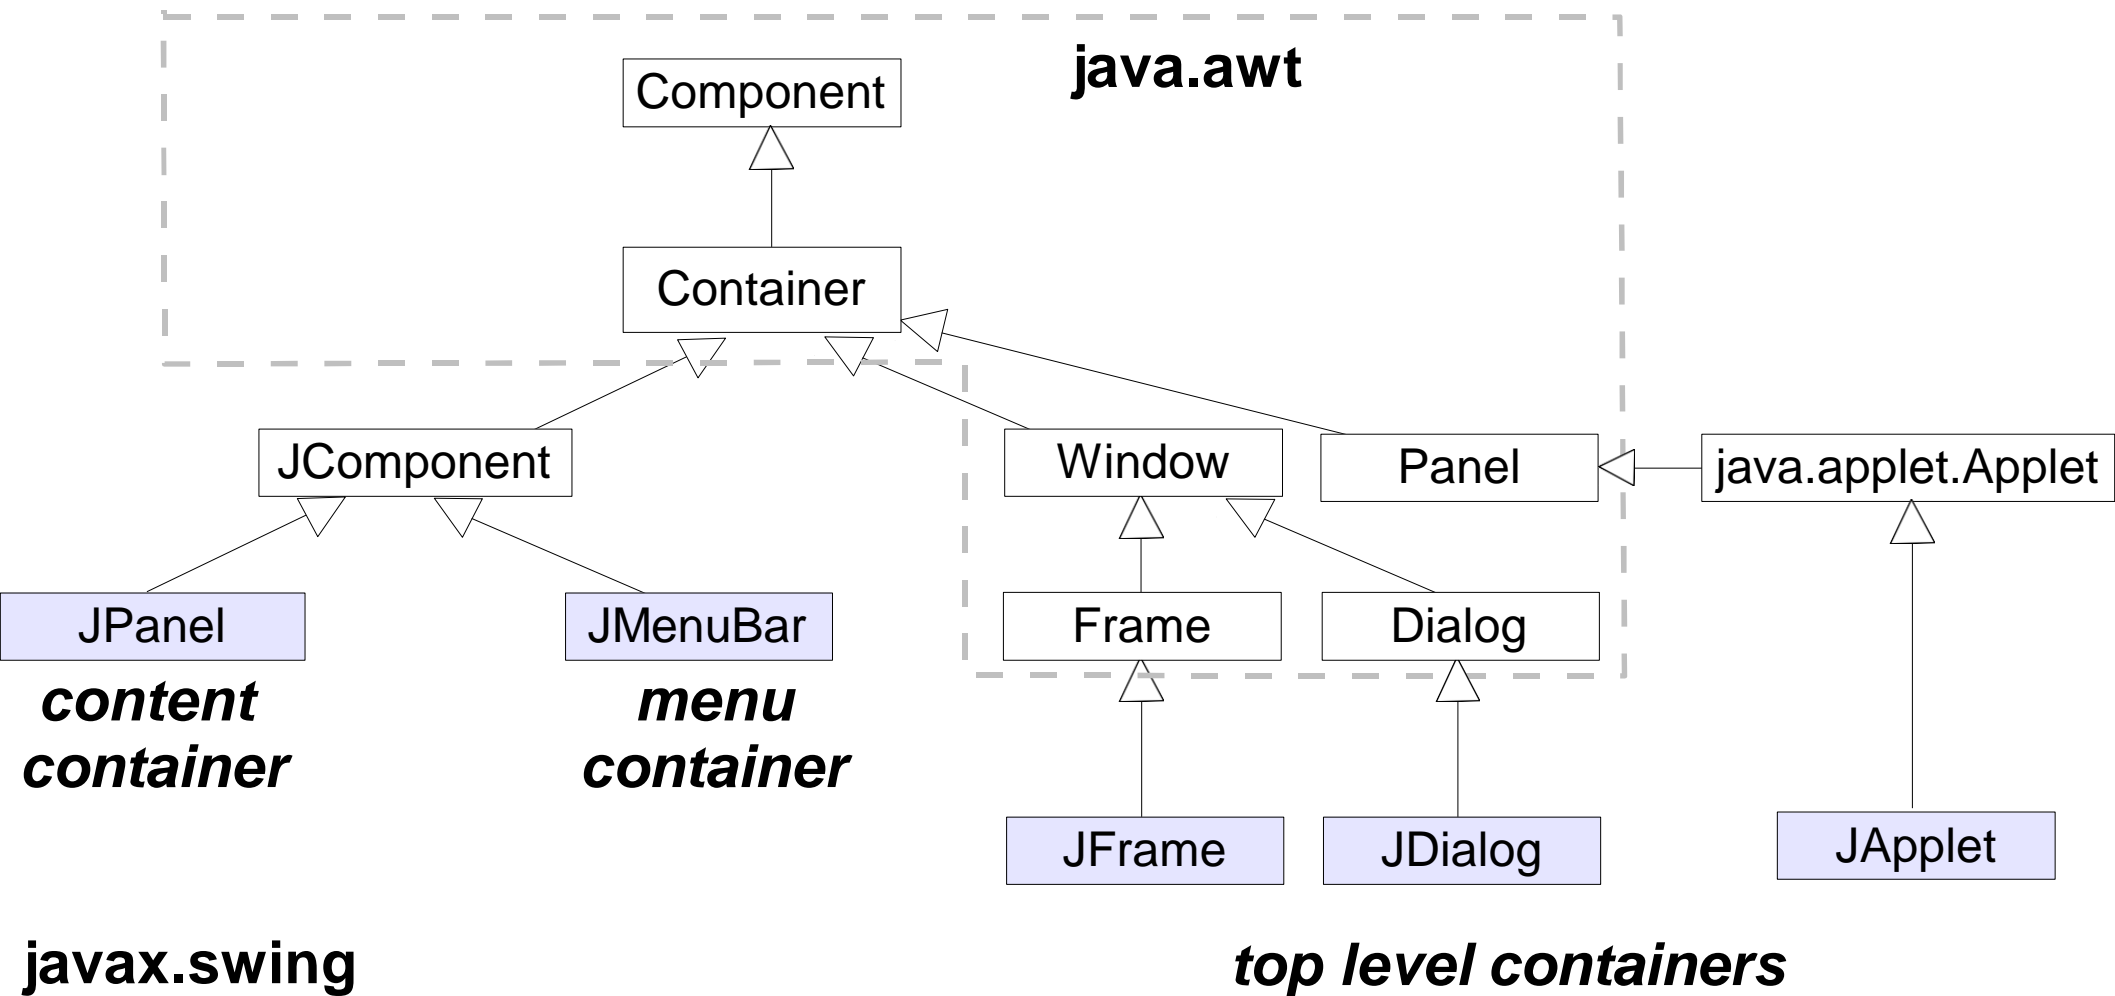 java.awt
Component
Container
JComponent
Window
Panel
java.applet.Applet
JPanel
JMenuBar
Frame
Dialog
content
container
menu
container
JFrame
JDialog
JApplet
javax.swing
top level containers